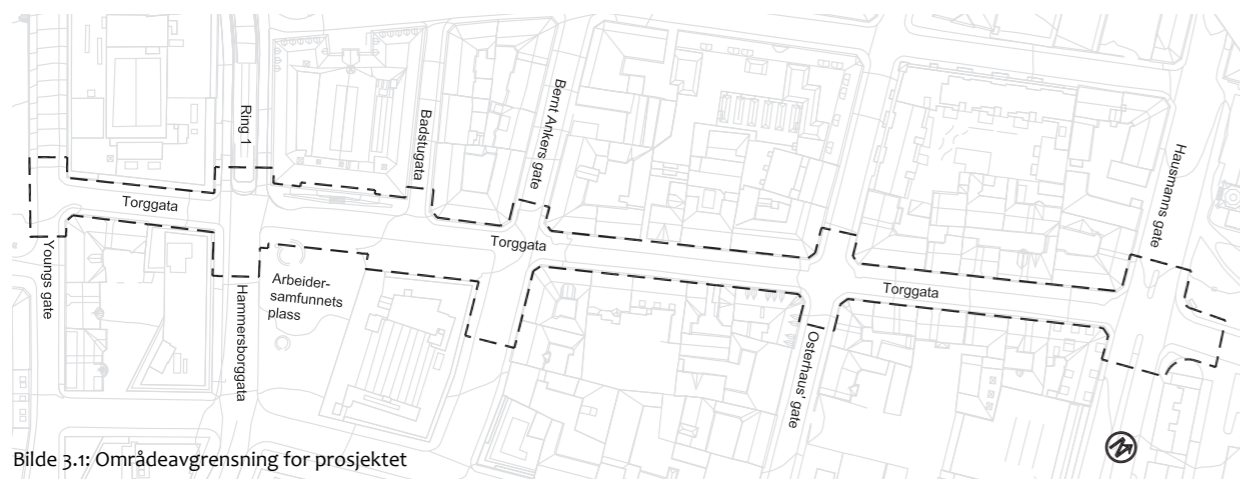 Ring 1
Badstugata
Bernt Ankers gate
Hausmanns gate
Torggata
Torggata
Torggata
Youngs gate
Hammersborggata
Arbeider-
samfunnets
plass
Osterhaus' gate
Bilde 3.1: Områdeavgrensning for prosjektet